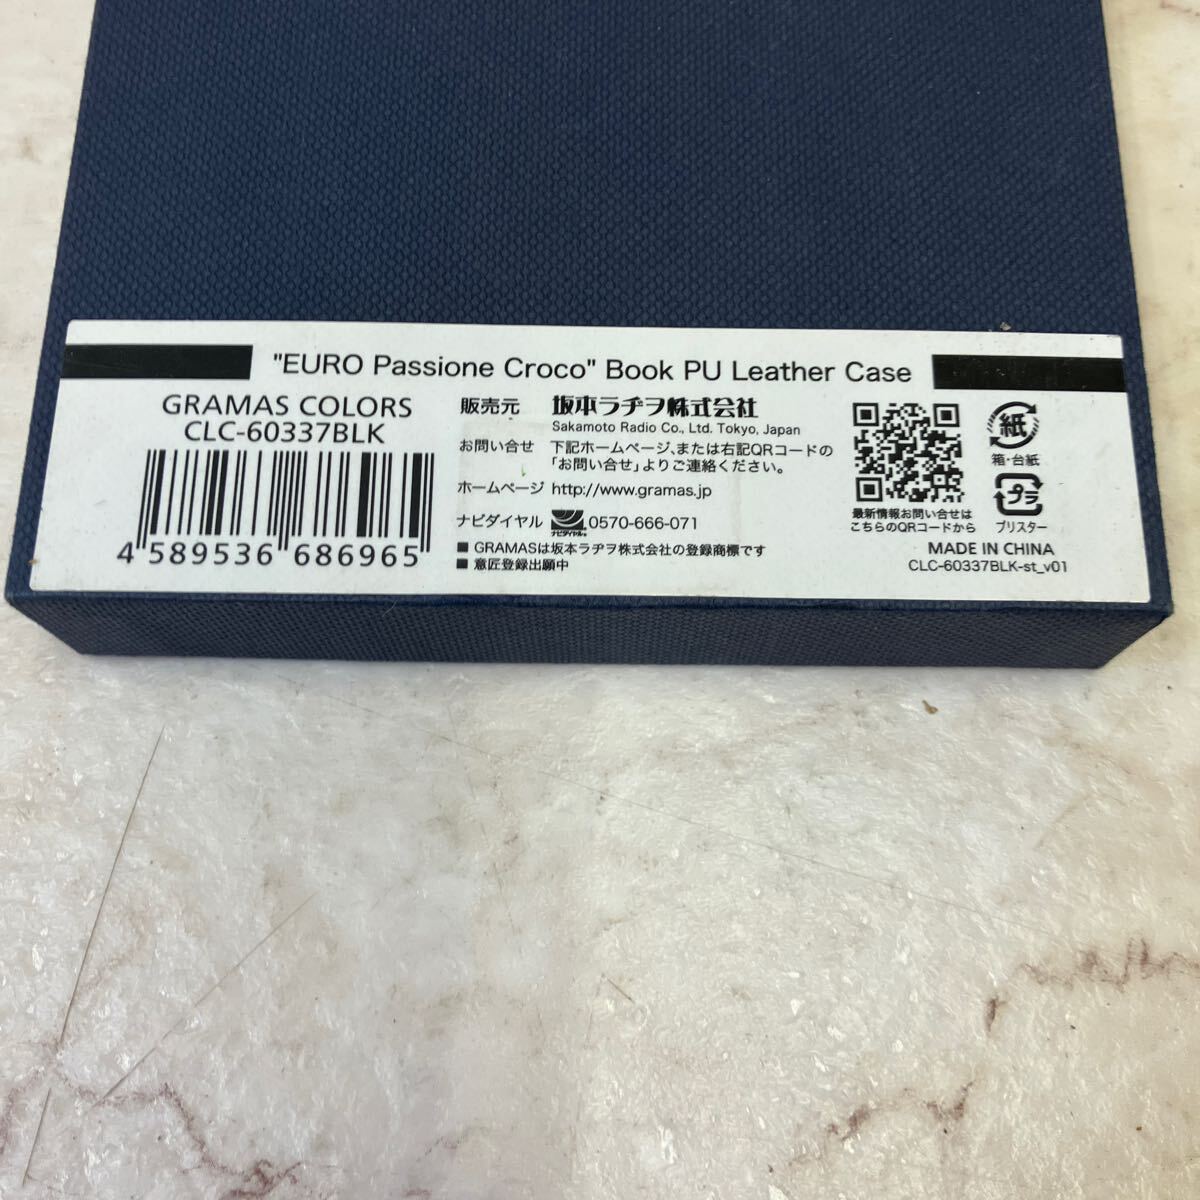 "EURO Passione Croco" Book PU Leather Case
GRAMAS COLORS
CLC-60337BLK
4 589536 686965
販売元 坂本ラヂヲ株式会社
Sakamoto Radio Co., Ltd. Tokyo, Japan
お問い合せ 下記ホームページ、または右記QRコードの
「お問い合せ」よりご連絡ください。
ホームページ http://www.gramas.jp
ナビダイヤル ナビダイヤル 0570-666-071
■ GRAMASは坂本ラヂヲ株式会社の登録商標です
■ 意匠登録出願中
最新情報お問い合せは
こちらのQRコードから
紙
箱・台紙
プラ
ブリスター
MADE IN CHINA
CLC-60337BLK-st_v01